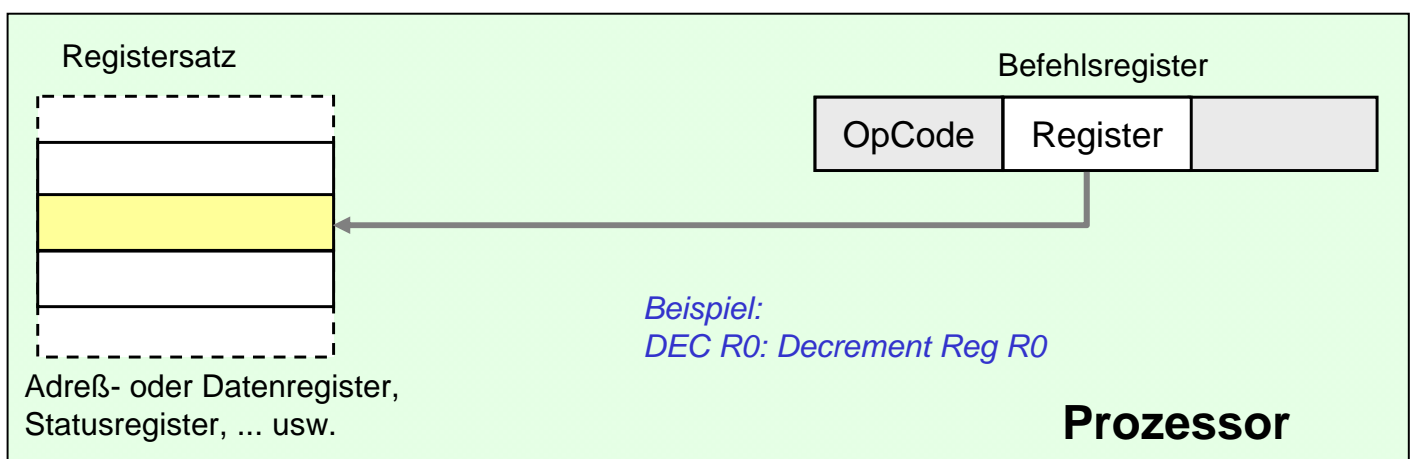 Registersatz
Befehlsregister
OpCode
Register
Beispiel:
DEC R0: Decrement Reg R0
Adreß- oder Datenregister,
Statusregister, ... usw.
Prozessor